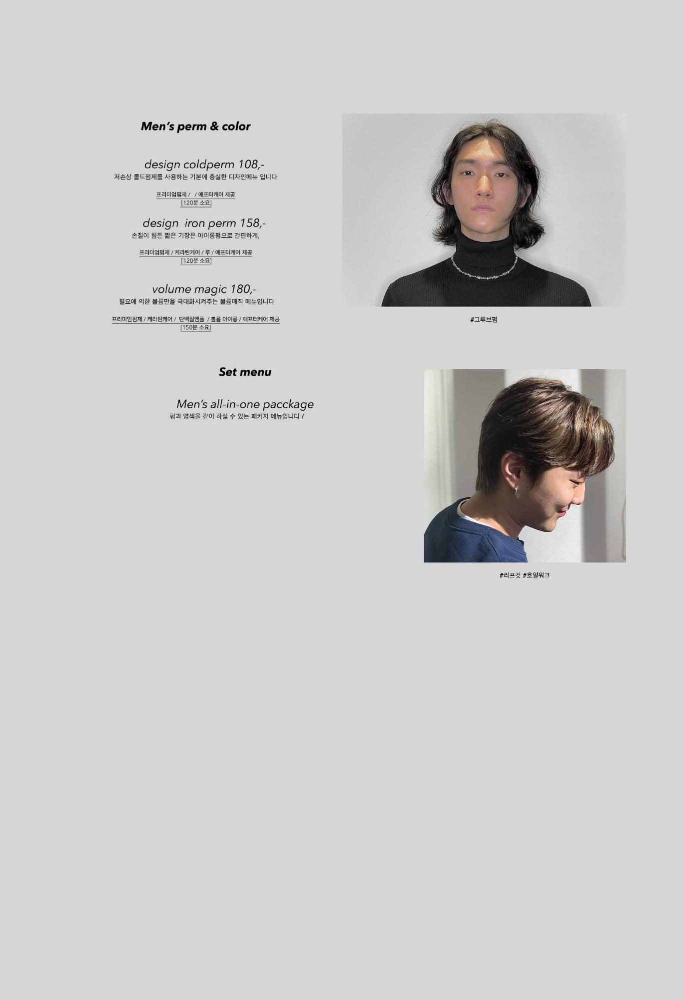 Men's perm & color
design coldperm 108,-
저손상 콜드펌제를 사용하는 기본에 충실한 디자인메뉴 입니다
프리미엄펌제 /   / 애프터케어 제공
[120분 소요]
design  iron perm 158,-
손질이 힘든 짧은 기장은 아이롱펌으로 간편하게,
프리미엄펌제 / 케라틴케어 / 루 / 애프터케어 제공
[120분 소요]
volume magic 180,-
필요에 의한 볼륨만을 극대화시켜주는 볼륨매직 메뉴입니다
프리미엄펌제 / 케라틴케어 /  단백질앰플  / 볼륨 아이롱 / 애프터케어 제공
[150분 소요]
#그루브펌
Set menu
Men's all-in-one pacckage
펌과 염색을 같이 하싫 수 있는 패키지 메뉴입니다 /
#리프컷 #호일워크